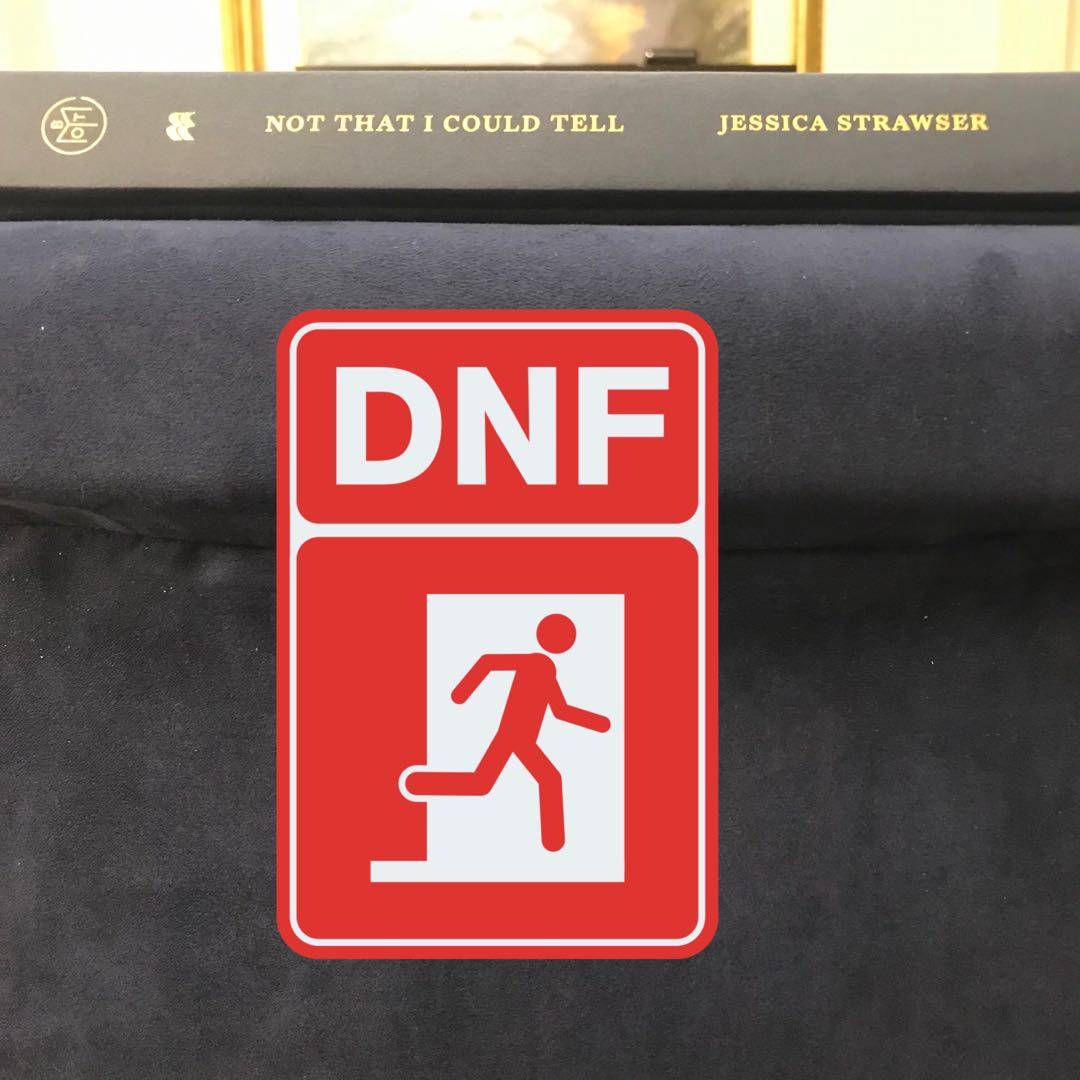 NOT THAT I COULD TELL JESSICA STRAWSER
DNF